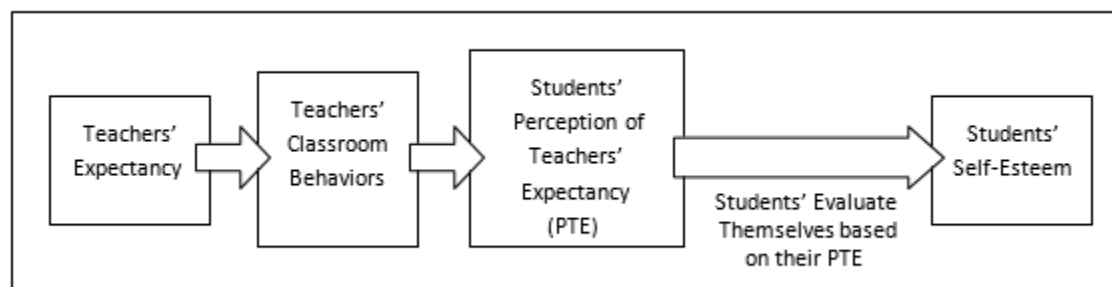 Teachers’
Expectancy
Teachers’
Classroom
Behaviors
Students’
Perception of
Teachers’
Expectancy
(PTE)
Students’ Evaluate
Themselves based
on their PTE
Students’
Self-Esteem